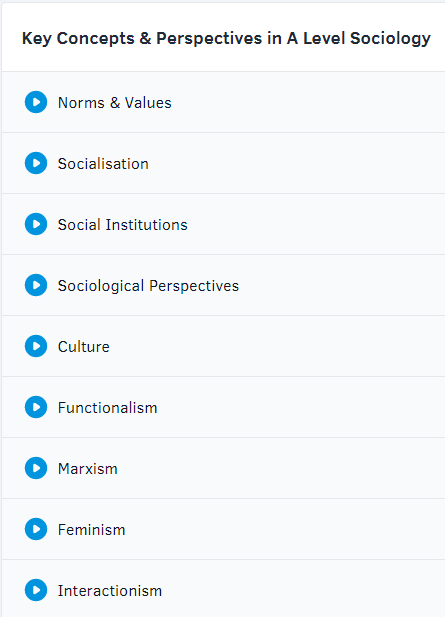 Key Concepts & Perspectives in A Level Sociology
Norms & Values
Socialisation
Social Institutions
Sociological Perspectives
Culture
Functionalism
Marxism
Feminism
Interactionism